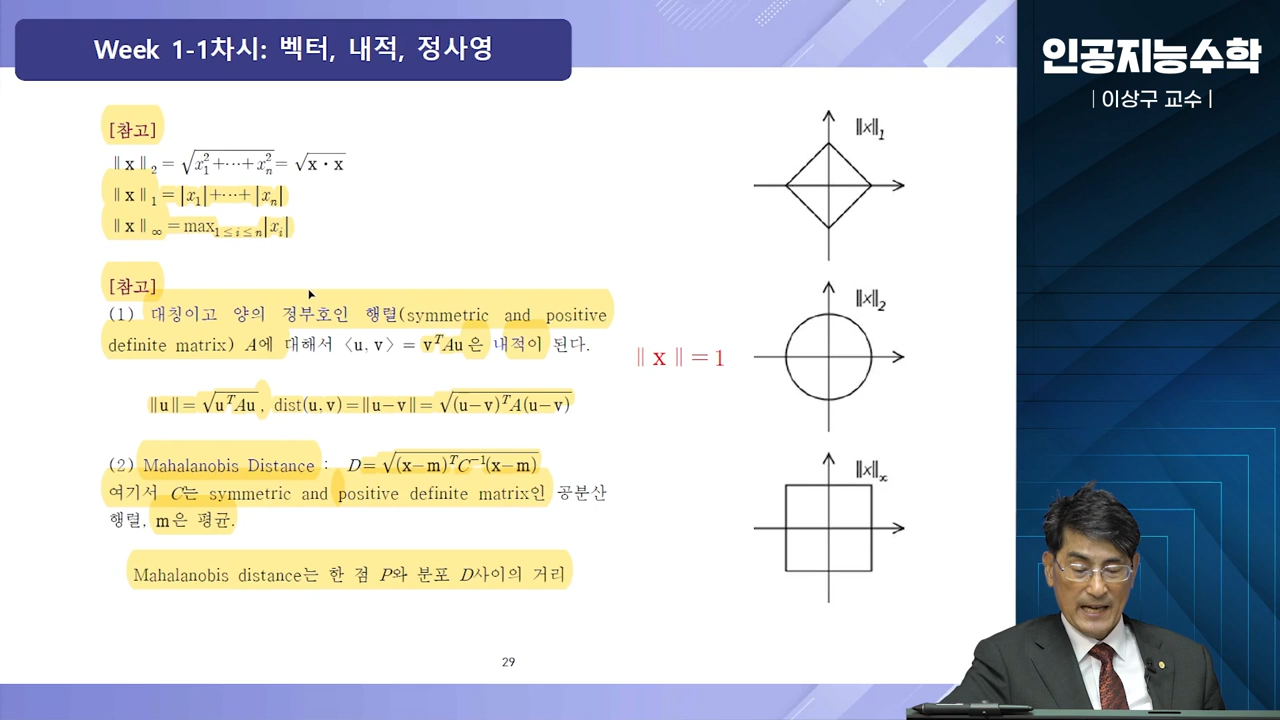 Week 1-1차시: 벡터, 내적, 정사영
인공지능수학
| 이상구 교수 |
[참고]
‖x‖₂ = √(x₁²+⋯+xₙ²) = √(x・x)
‖x‖₁ = |x₁|+⋯+|xₙ|
‖x‖∞ = max₁≤i≤n|xᵢ|
[참고]
(1) 대칭이고 양의 정부호인 행렬(symmetric and positive
definite matrix) A에 대해서 〈u, v〉 = vᵀAu은 내적이 된다.
‖u‖= √(uᵀAu), dist(u, v)=‖u−v‖= √((u−v)ᵀA(u−v))
(2) Mahalanobis Distance : D= √((x−m)ᵀC⁻¹(x−m))
여기서 C는 symmetric and positive definite matrix인 공분산
행렬, m은 평균.
Mahalanobis distance는 한 점 P와 분포 D사이의 거리
‖x‖₁
‖x‖₂
‖x‖ = 1
‖x‖∞
29